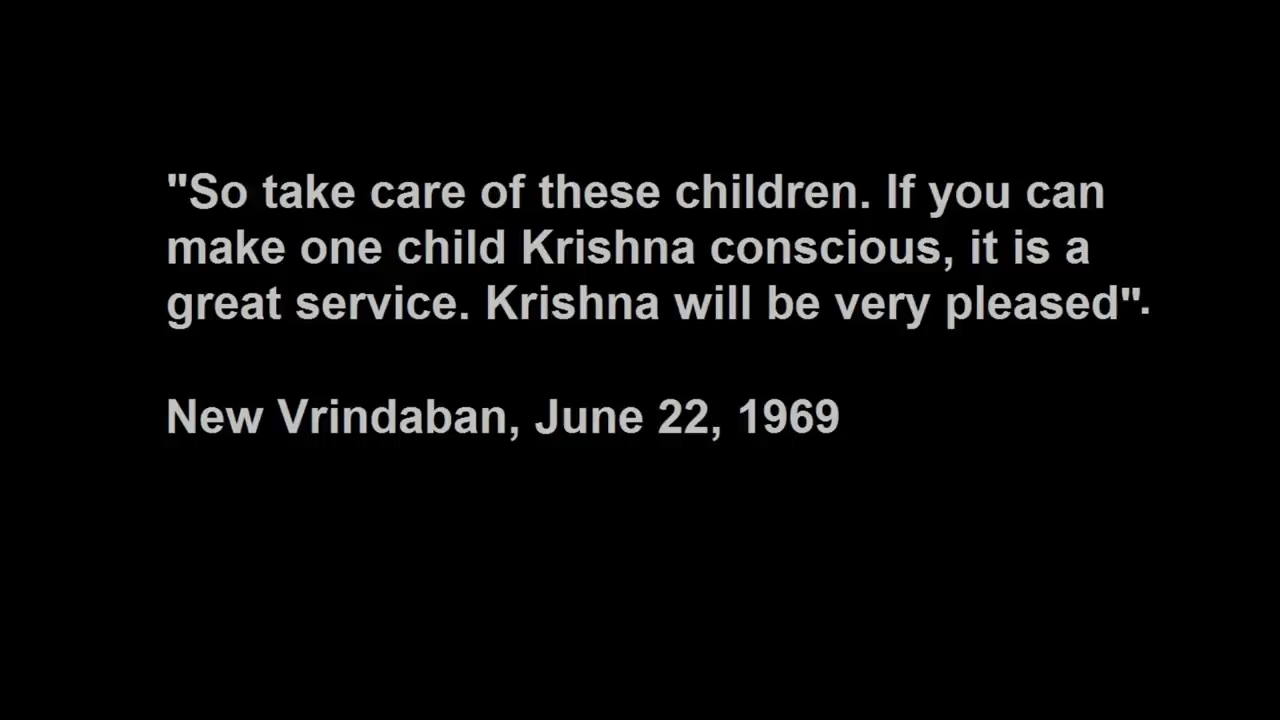 "So take care of these children. If you can
make one child Krishna conscious, it is a
great service. Krishna will be very pleased".
New Vrindaban, June 22, 1969